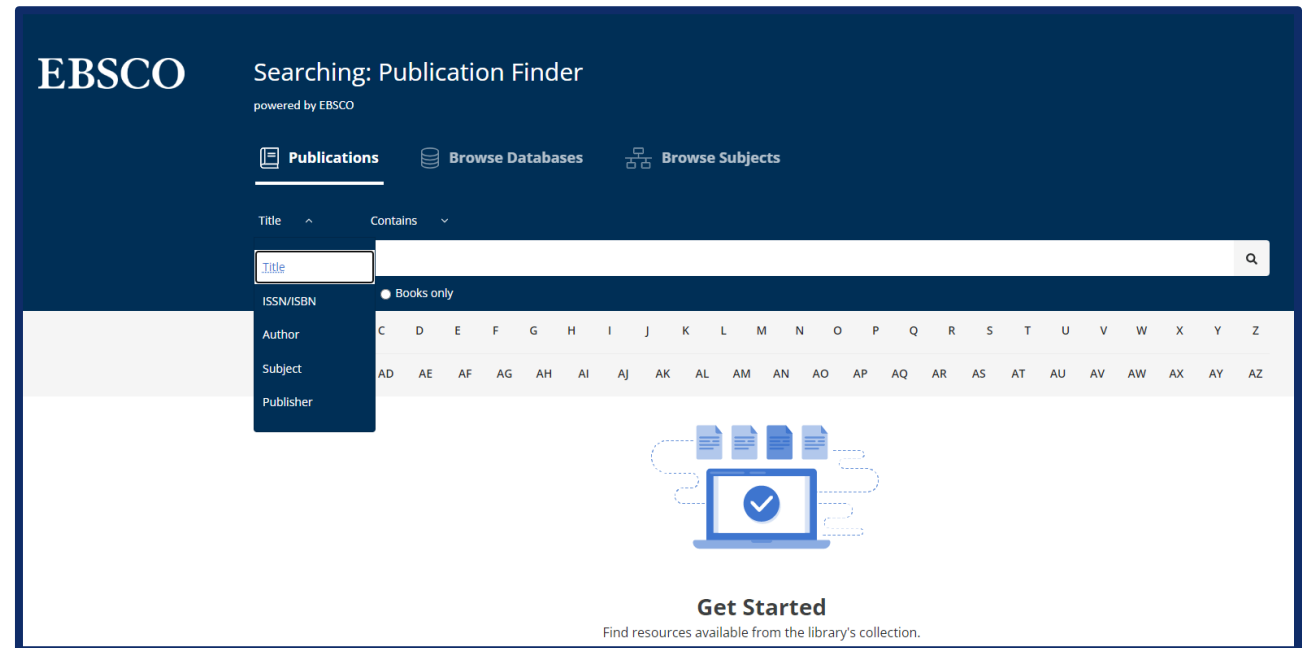 EBSCO
Searching: Publication Finder
powered by EBSCO
Publications Browse Databases Browse Subjects
Title Contains
Title
ISSN/ISBN
Books only
Author
Subject
Publisher
C D E F G H I J K L M N O P Q R S T U V W X Y Z
AD AE AF AG AH AI AJ AK AL AM AN AO AP AQ AR AS AT AU AV AW AX AY AZ
Get Started
Find resources available from the library's collection.